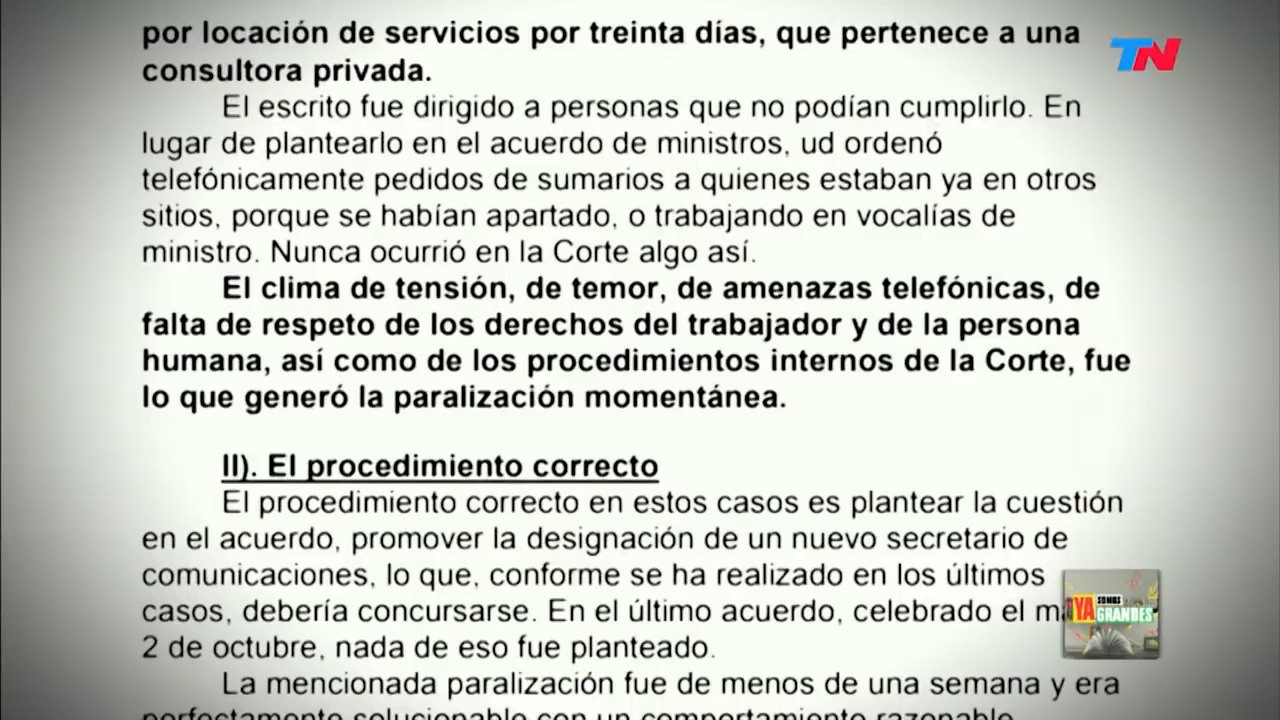 por locación de servicios por treinta días, que pertenece a una
consultora privada.
El escrito fue dirigido a personas que no podían cumplirlo. En
lugar de plantearlo en el acuerdo de ministros, ud ordenó
telefónicamente pedidos de sumarios a quienes estaban ya en otros
sitios, porque se habían apartado, o trabajando en vocalías de
ministro. Nunca ocurrió en la Corte algo así.
El clima de tensión, de temor, de amenazas telefónicas, de
falta de respeto de los derechos del trabajador y de la persona
humana, así como de los procedimientos internos de la Corte, fue
lo que generó la paralización momentánea.
II). El procedimiento correcto
El procedimiento correcto en estos casos es plantear la cuestión
en el acuerdo, promover la designación de un nuevo secretario de
comunicaciones, lo que, conforme se ha realizado en los últimos
casos, debería concursarse. En el último acuerdo, celebrado el
2 de octubre, nada de eso fue planteado.
La mencionada paralización fue de menos de una semana y era
perfectamente solucionable con un comportamiento razonable
TN
YA SOMOS GRANDES